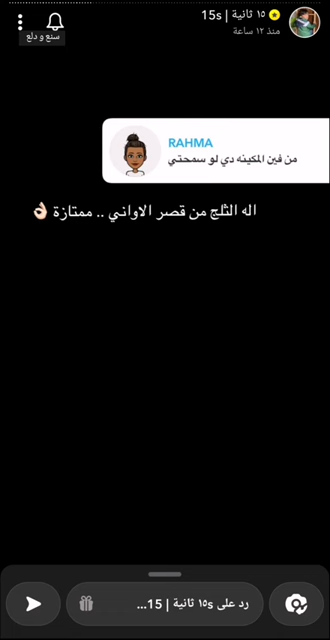 ١٥ ثانية | 15s
منذ ١٢ ساعة
سنع و دلع
RAHMA
من فين المكينه دي لو سمحتي
اله الثلج من قصر الاواني .. ممتازة 👌🏻
رد على ١٥s ثانية | 15...